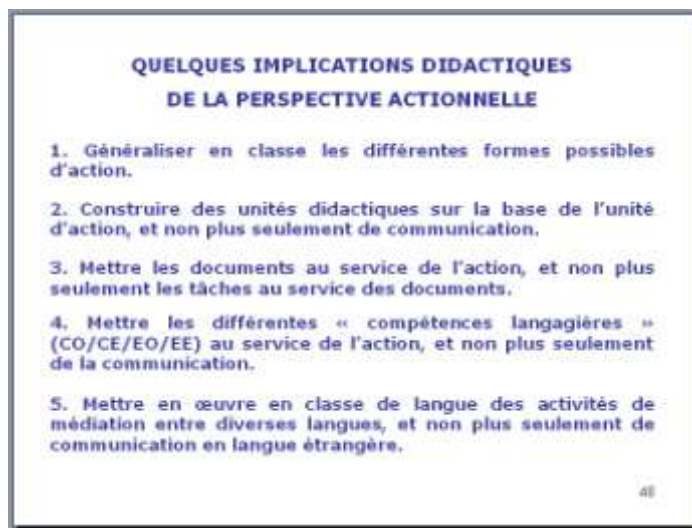 QUELQUES IMPLICATIONS DIDACTIQUES
DE LA PERSPECTIVE ACTIONNELLE
1. Généraliser en classe les différentes formes possibles
d'action.
2. Construire des unités didactiques sur la base de l'unité
d'action, et non plus seulement de communication.
3. Mettre les documents au service de l'action, et non plus
seulement les tâches au service des documents.
4. Mettre les différentes « compétences langagières »
(CO/CE/EO/EE) au service de l'action, et non plus seulement
de la communication.
5. Mettre en œuvre en classe de langue des activités de
médiation entre diverses langues, et non plus seulement de
communication en langue étrangère.